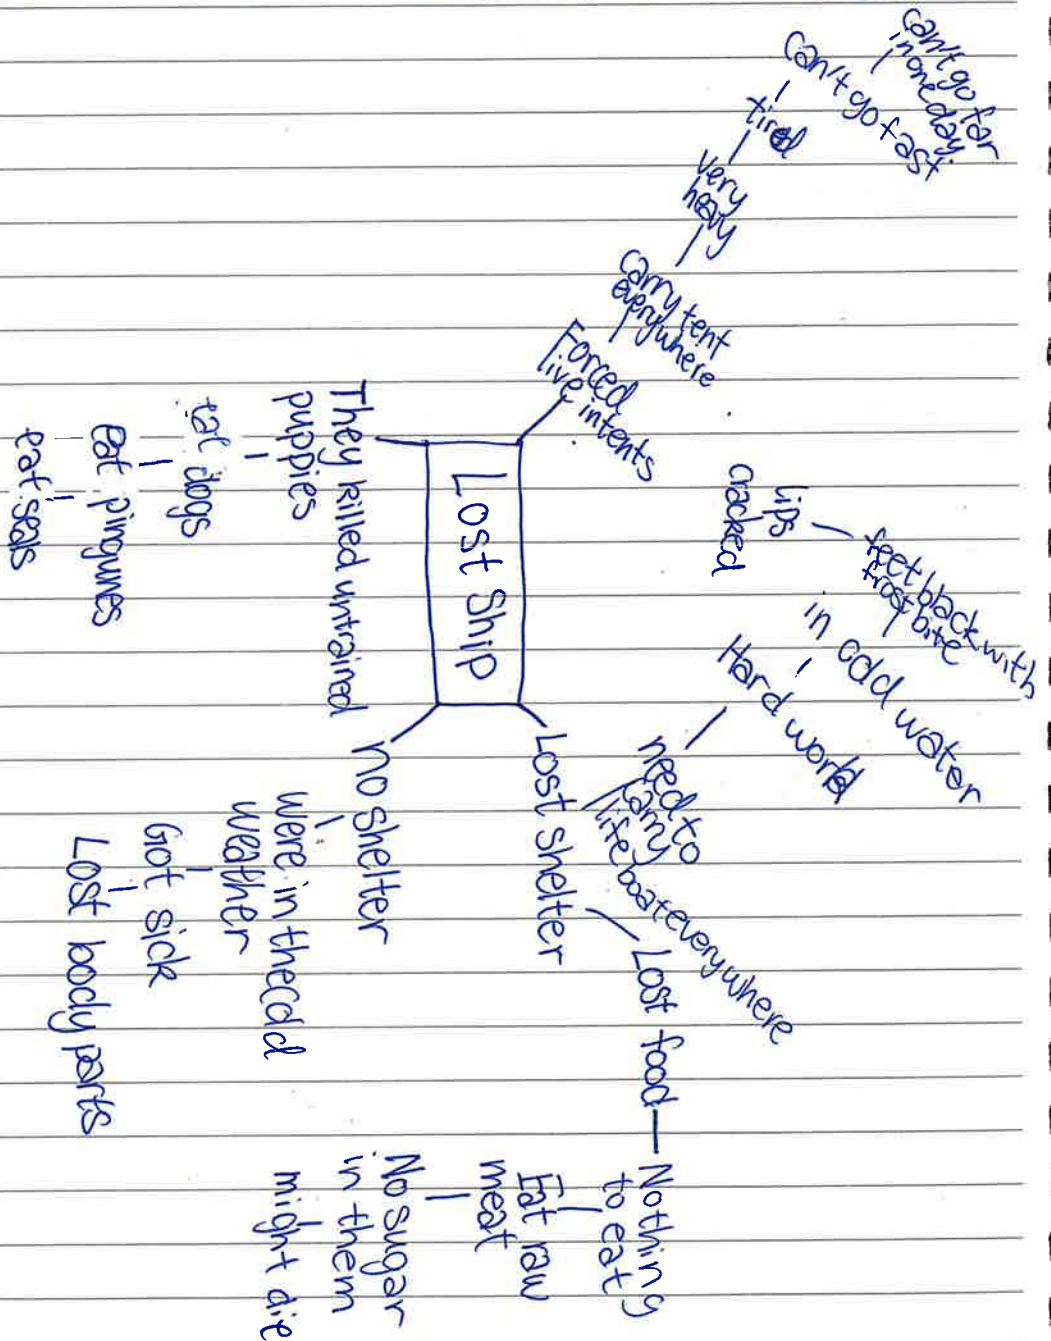 can't go far
in one day
can't go fast
tired
very
heavy
carry tent
everywhere
Forced
live in tents
Lost Ship
They killed untrained
puppies
eat dogs
eat pingunes
eat seals
Lips
cracked
feet black with
frost bite
in cold water
Hard world
need to
carry
life boat everywhere
Lost shelter
Lost food
Nothing
to eat
Eat raw
meat
No sugar
in them
might die
no shelter
were in the cold
weather
Got sick
Lost body parts